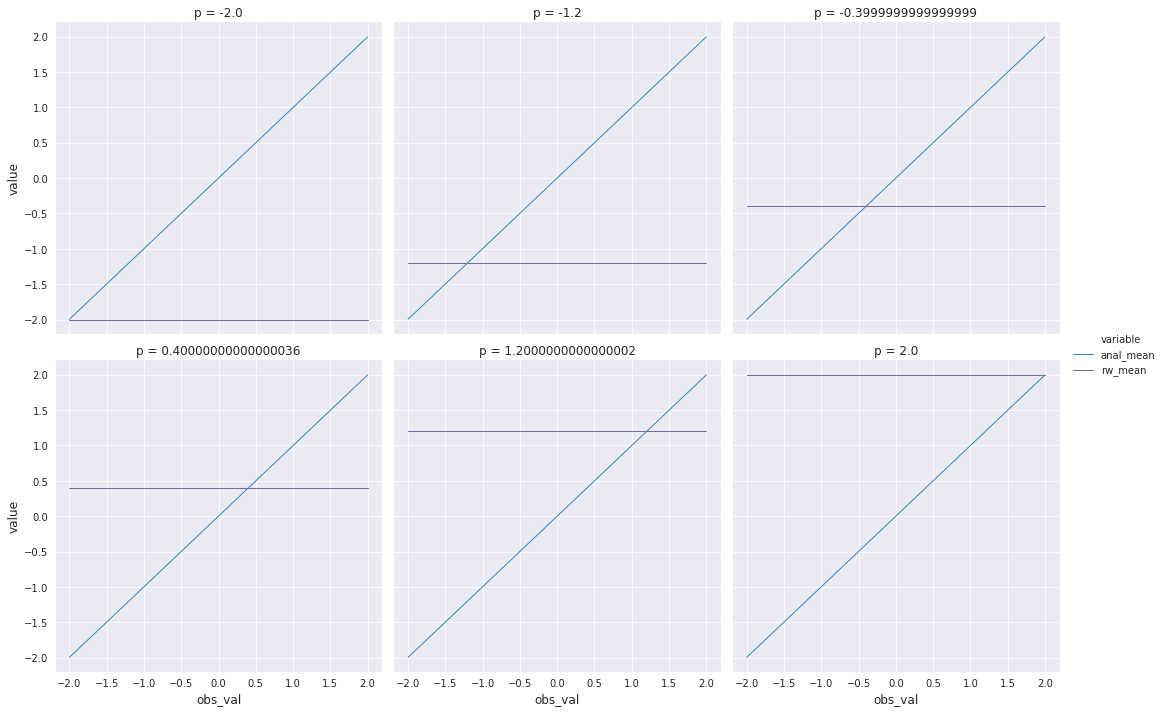 p = -2.0
p = -1.2
p = -0.3999999999999999
2.0
1.5
1.0
0.5
0.0
−0.5
−1.0
−1.5
−2.0
value
p = 0.40000000000000036
p = 1.2000000000000002
p = 2.0
variable
anal_mean
rw_mean
2.0
1.5
1.0
0.5
0.0
−0.5
−1.0
−1.5
−2.0
value
−2.0 −1.5 −1.0 −0.5 0.0 0.5 1.0 1.5 2.0
−2.0 −1.5 −1.0 −0.5 0.0 0.5 1.0 1.5 2.0
−2.0 −1.5 −1.0 −0.5 0.0 0.5 1.0 1.5 2.0
obs_val
obs_val
obs_val